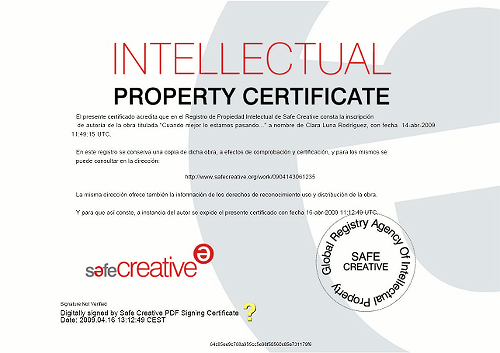 INTELLECTUAL
PROPERTY CERTIFICATE
El presente certificado acredita que en el Registro de Propiedad Intelectual de Safe Creative consta la inscripción
de autoría de la obra titulada "Cuando mejor lo estamos pasando..." a nombre de Clara Luna Rodríguez, con fecha 14-abr-2009
11:49:15 UTC.
En este registro se conserva una copia de dicha obra, a efectos de comprobación y certificación, y para los mismos se
puede consultar en la dirección:
http://www.safecreative.org/work/0904143061235
La misma dirección ofrece también la información de los derechos de reconocimiento uso y distribución de la obra.
Y para que así conste, a instancia del autor se expide el presente certificado con fecha 16-abr-2009 11:12:49 UTC.
Global Registry Agency Of Intellectual Property
SAFE
CREATIVE
safecreative
Signature Not Verified
Digitally signed by Safe Creative PDF Signing Certificate
Date: 2009.04.16 13:12:49 CEST
?